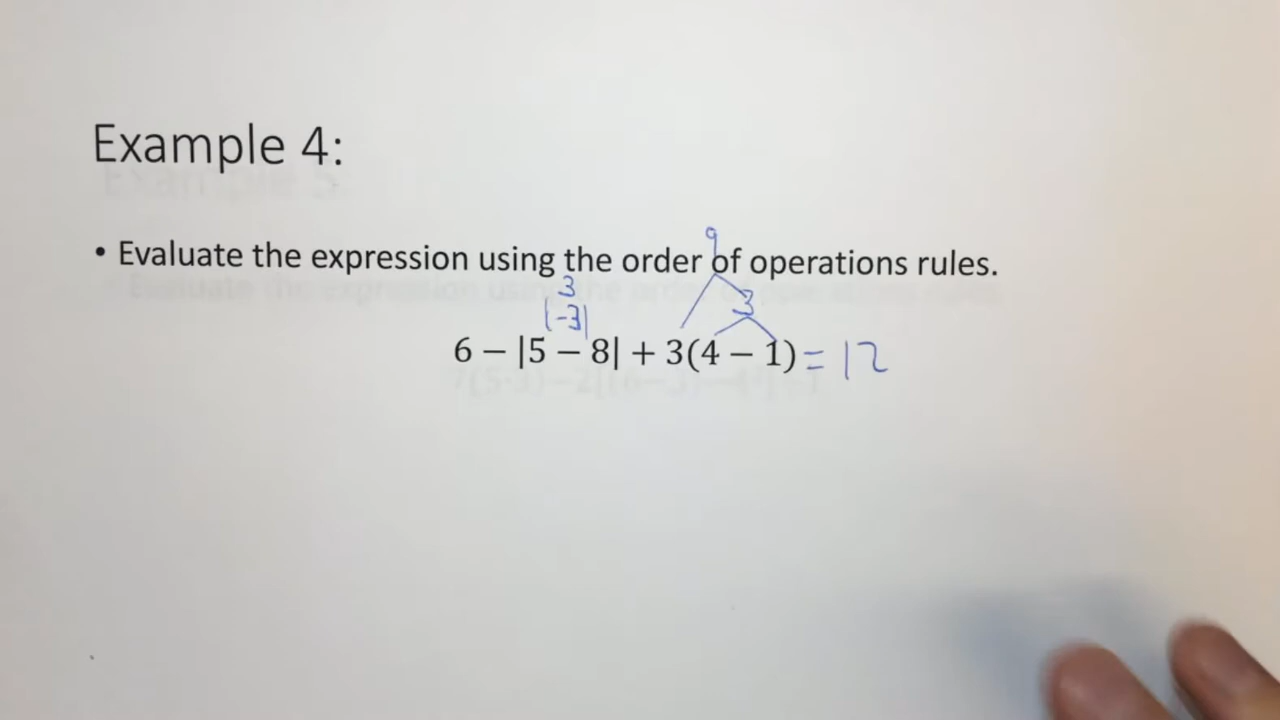 Example 4:
• Evaluate the expression using the order of operations rules.
9
3
3
|-3|
6 − |5 − 8| + 3(4 − 1) = 12